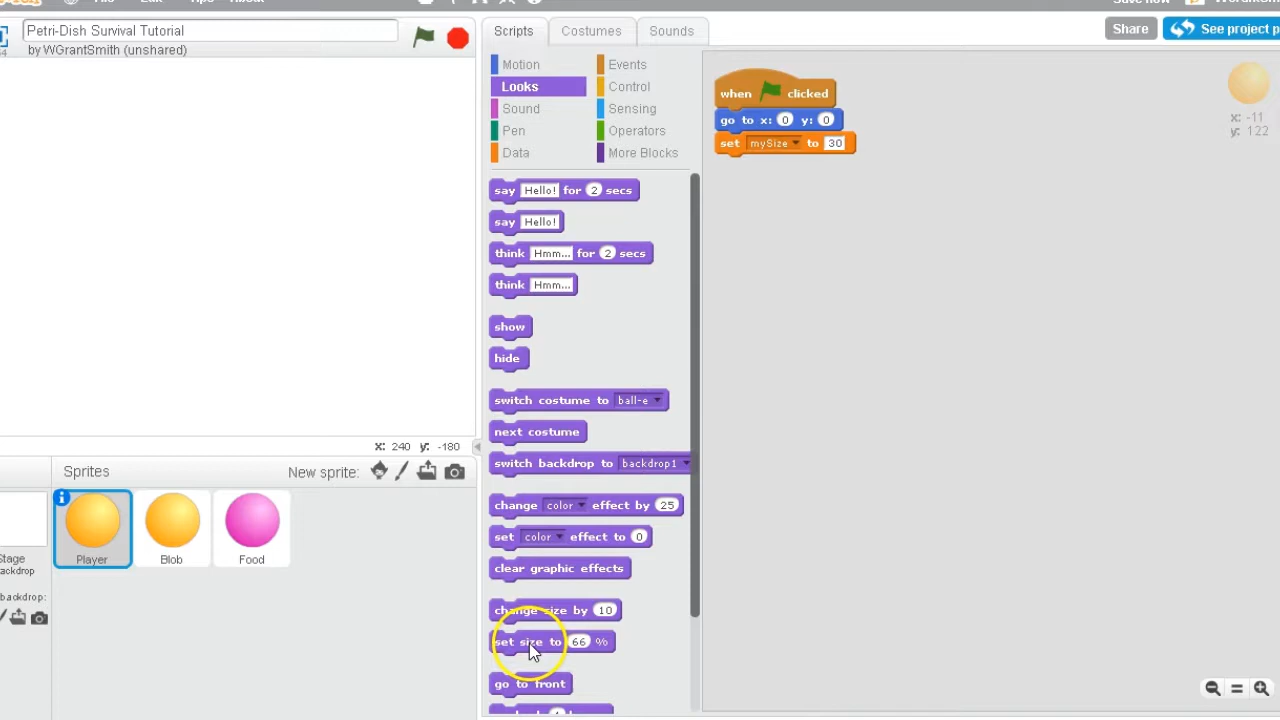 Petri-Dish Survival Tutorial
by WGrantSmith (unshared)
Scripts Costumes Sounds
Share
See project p
Motion
Events
Looks
Control
Sound
Sensing
Pen
Operators
Data
More Blocks
say Hello! for 2 secs
say Hello!
think Hmm... for 2 secs
think Hmm...
show
hide
switch costume to ball-e
next costume
switch backdrop to backdrop1
change color effect by 25
set color effect to 0
clear graphic effects
change size by 10
set size to 66 %
go to front
when clicked
go to x: 0 y: 0
set mySize to 30
x: -11
y: 122
x: 240 y: -180
Sprites
New sprite:
Player
Blob
Food
Stage
backdrop
backdrop: